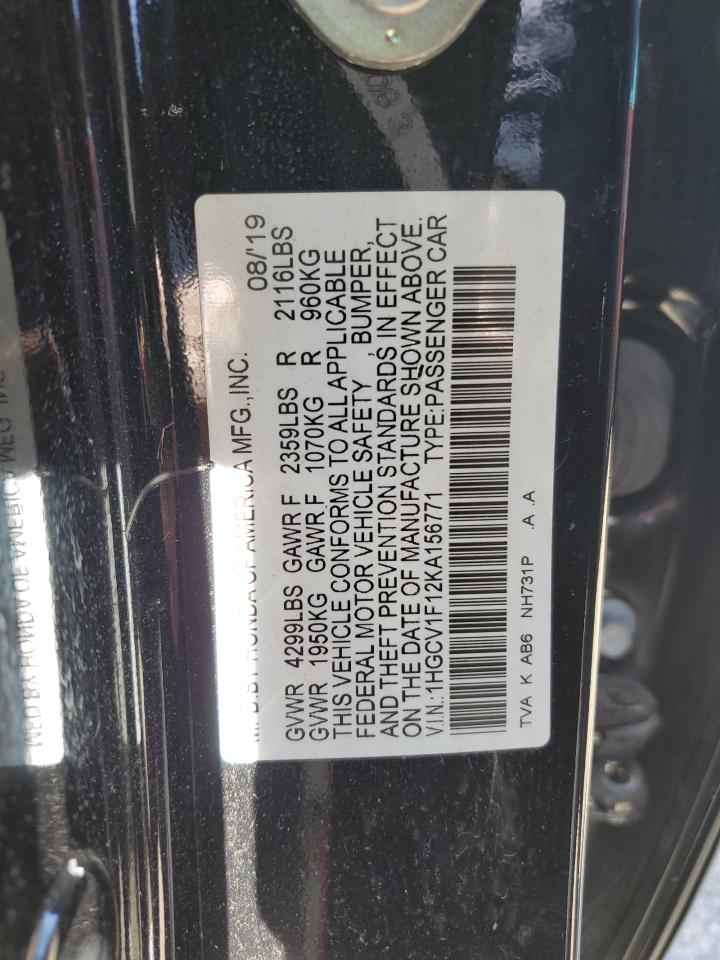 MFD.BY HONDA OF AMERICA MFG.,INC. 08/'19
GVWR 4299LBS GAWR F 2359LBS R 2116LBS
GVWR 1950KG GAWR F 1070KG R 960KG
THIS VEHICLE CONFORMS TO ALL APPLICABLE
FEDERAL MOTOR VEHICLE SAFETY , BUMPER,
AND THEFT PREVENTION STANDARDS IN EFFECT
ON THE DATE OF MANUFACTURE SHOWN ABOVE.
V.I.N.:1HGCV1F12KA156771 TYPE:PASSENGER CAR
TVA K AB6 NH731P .A .A